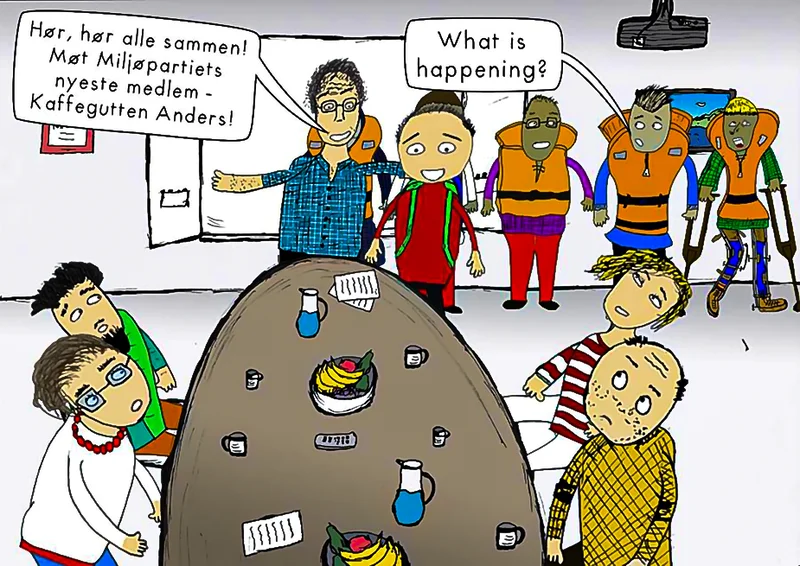 Hør, hør alle sammen!
Møt Miljøpartiets
nyeste medlem -
Kaffegutten Anders!
What is
happening?